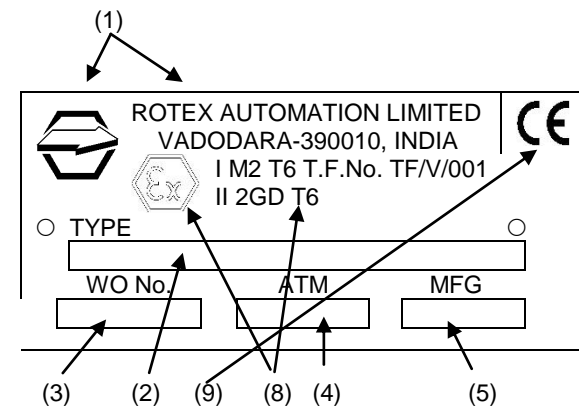 (1)
ROTEX AUTOMATION LIMITED
VADODARA-390010, INDIA
I M2 T6 T.F.No. TF/V/001
II 2GD T6
εx
CE
TYPE
WO No. ATM MFG
(3) (2) (8) (4) (9) (5)